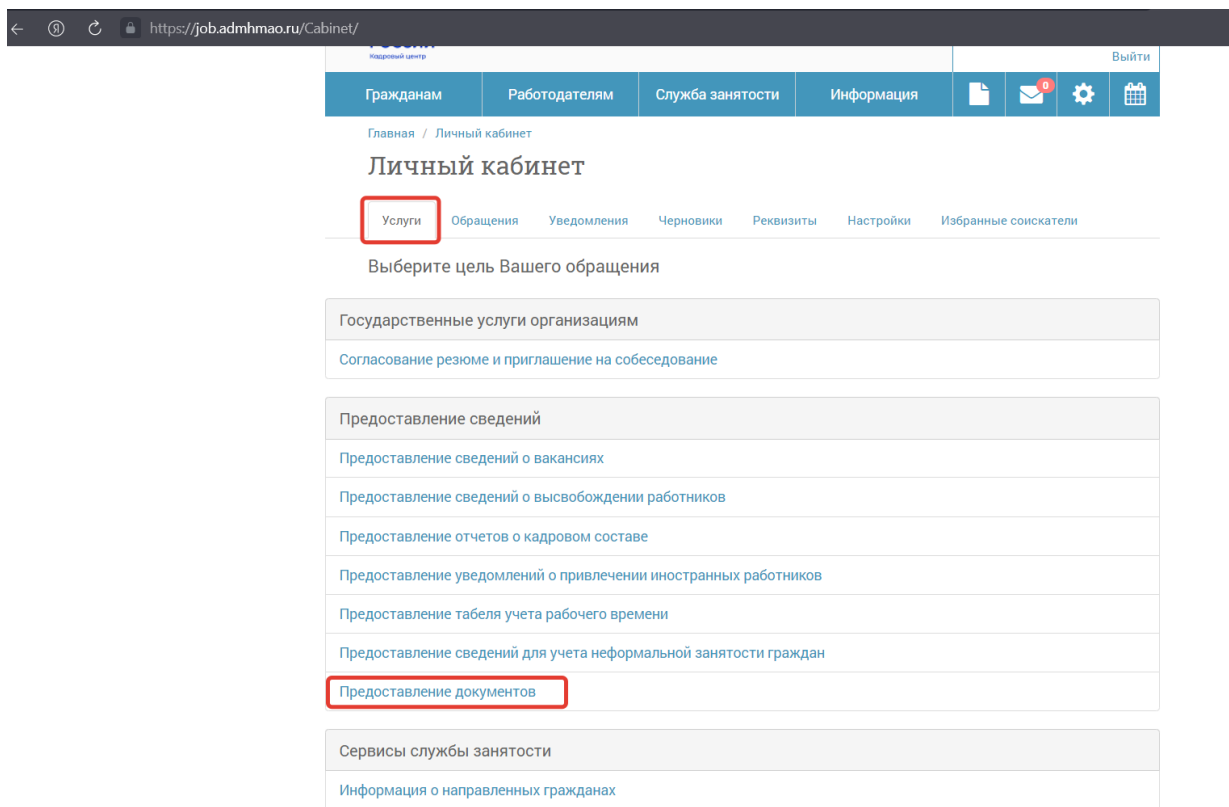 https://job.admhmao.ru/Cabinet/
Кадровый центр
Выйти
Гражданам Работодателям Служба занятости Информация 0
Главная / Личный кабинет
Личный кабинет
Услуги Обращения Уведомления Черновики Реквизиты Настройки Избранные соискатели
Выберите цель Вашего обращения
Государственные услуги организациям
Согласование резюме и приглашение на собеседование
Предоставление сведений
Предоставление сведений о вакансиях
Предоставление сведений о высвобождении работников
Предоставление отчетов о кадровом составе
Предоставление уведомлений о привлечении иностранных работников
Предоставление табеля учета рабочего времени
Предоставление сведений для учета неформальной занятости граждан
Предоставление документов
Сервисы службы занятости
Информация о направленных гражданах